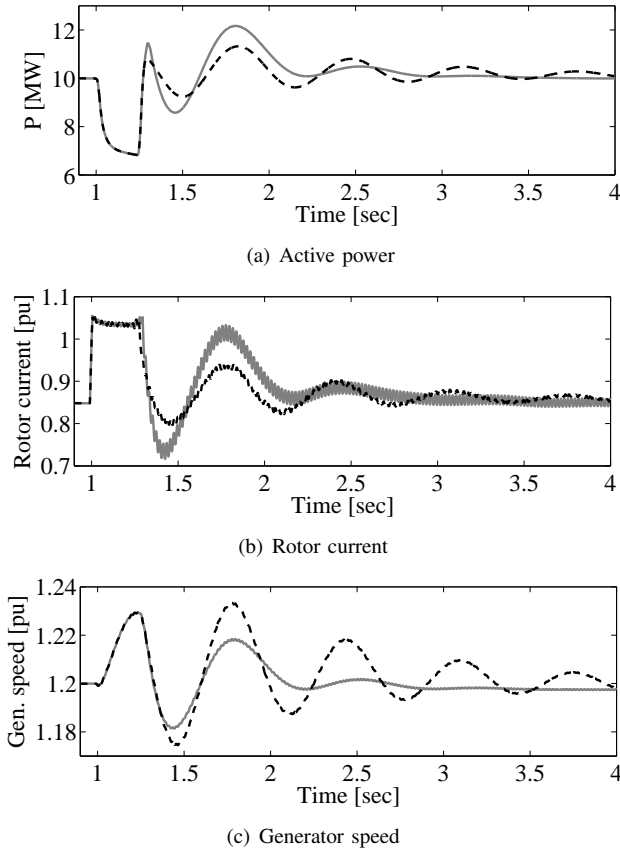 12
10
8
6
P [MW]
1 1.5 2 2.5 3 3.5 4
Time [sec]
(a) Active power
1.1
1
0.9
0.8
0.7
Rotor current [pu]
1 1.5 2 2.5 3 3.5 4
Time [sec]
(b) Rotor current
1.24
1.22
1.2
1.18
Gen. speed [pu]
1 1.5 2 2.5 3 3.5 4
Time [sec]
(c) Generator speed